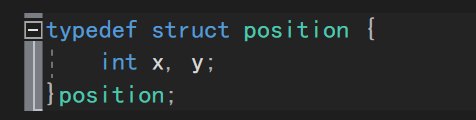 typedef struct position {
    int x, y;
}position;